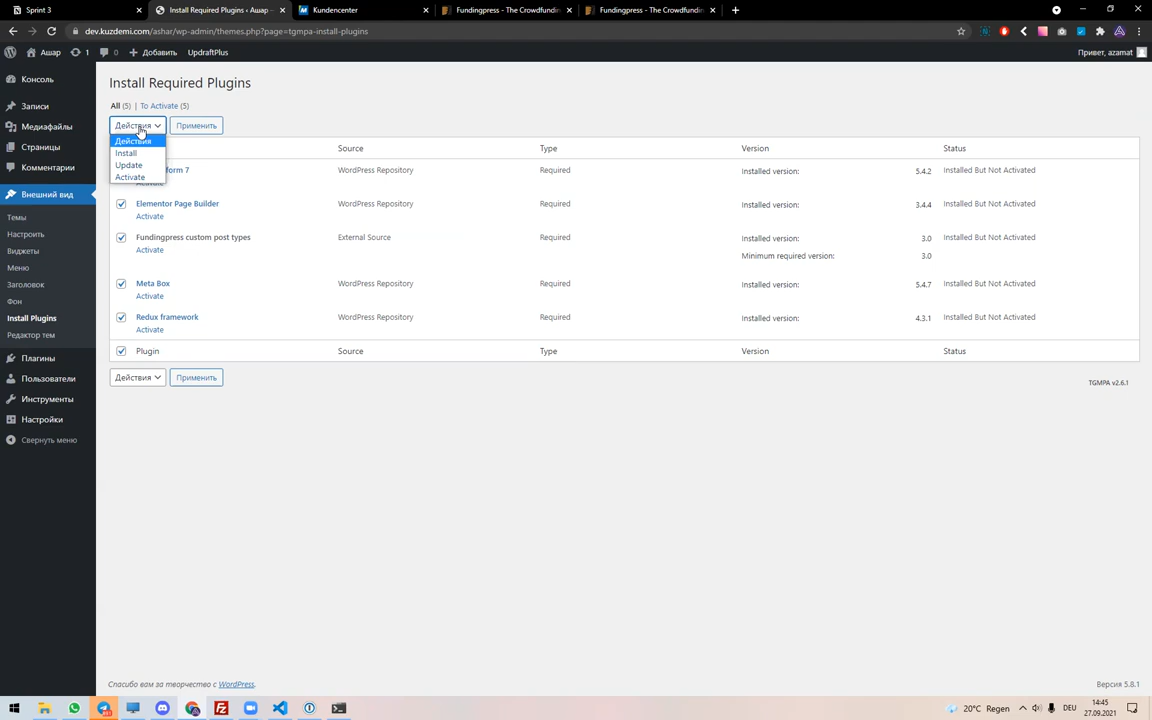 Sprint 3
Install Required Plugins ‹ Ашар —
Kundencenter
Fundingpress - The Crowdfundin
Fundingpress - The Crowdfundin
dev.kuzdemi.com/ashar/wp-admin/themes.php?page=tgmpa-install-plugins
Ашар
1
0
Добавить
UpdraftPlus
Привет, azamat
Консоль
Записи
Медиафайлы
Страницы
Комментарии
Внешний вид
Темы
Настроить
Виджеты
Меню
Заголовок
Фон
Install Plugins
Редактор тем
Плагины
Пользователи
Инструменты
Настройки
Свернуть меню
Install Required Plugins
All (5) | To Activate (5)
Действия
Применить
Действия
Install
Update
Activate
Source
Type
Version
Status
form 7
WordPress Repository
Required
Installed version:
5.4.2
Installed But Not Activated
Elementor Page Builder
WordPress Repository
Required
Installed version:
3.4.4
Installed But Not Activated
Activate
Fundingpress custom post types
External Source
Required
Installed version:
3.0
Installed But Not Activated
Activate
Minimum required version:
3.0
Meta Box
WordPress Repository
Required
Installed version:
5.4.7
Installed But Not Activated
Activate
Redux framework
WordPress Repository
Required
Installed version:
4.3.1
Installed But Not Activated
Activate
Plugin
Source
Type
Version
Status
Действия
Применить
TGMPA v2.6.1
Спасибо вам за творчество с WordPress.
Версия 5.8.1
20°C Regen
DEU
14:45
27.09.2021